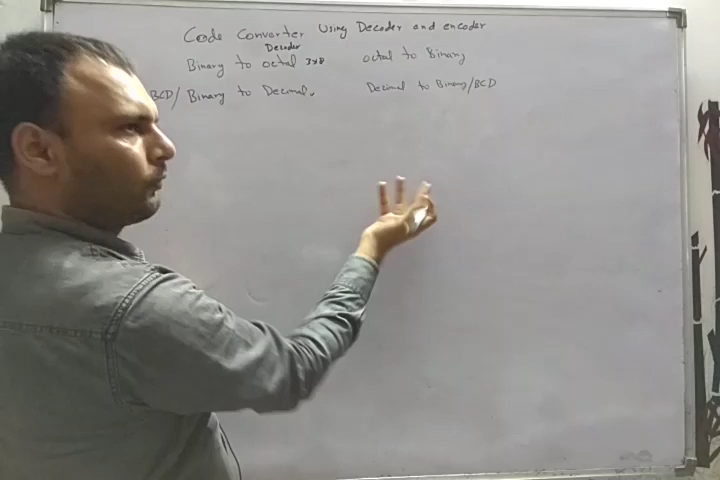 Code Converter Using Decoder and encoder
Decoder
Binary to octal 3x8 octal to Binary
BCD/ Binary to Decimal. Decimal to Binary/BCD